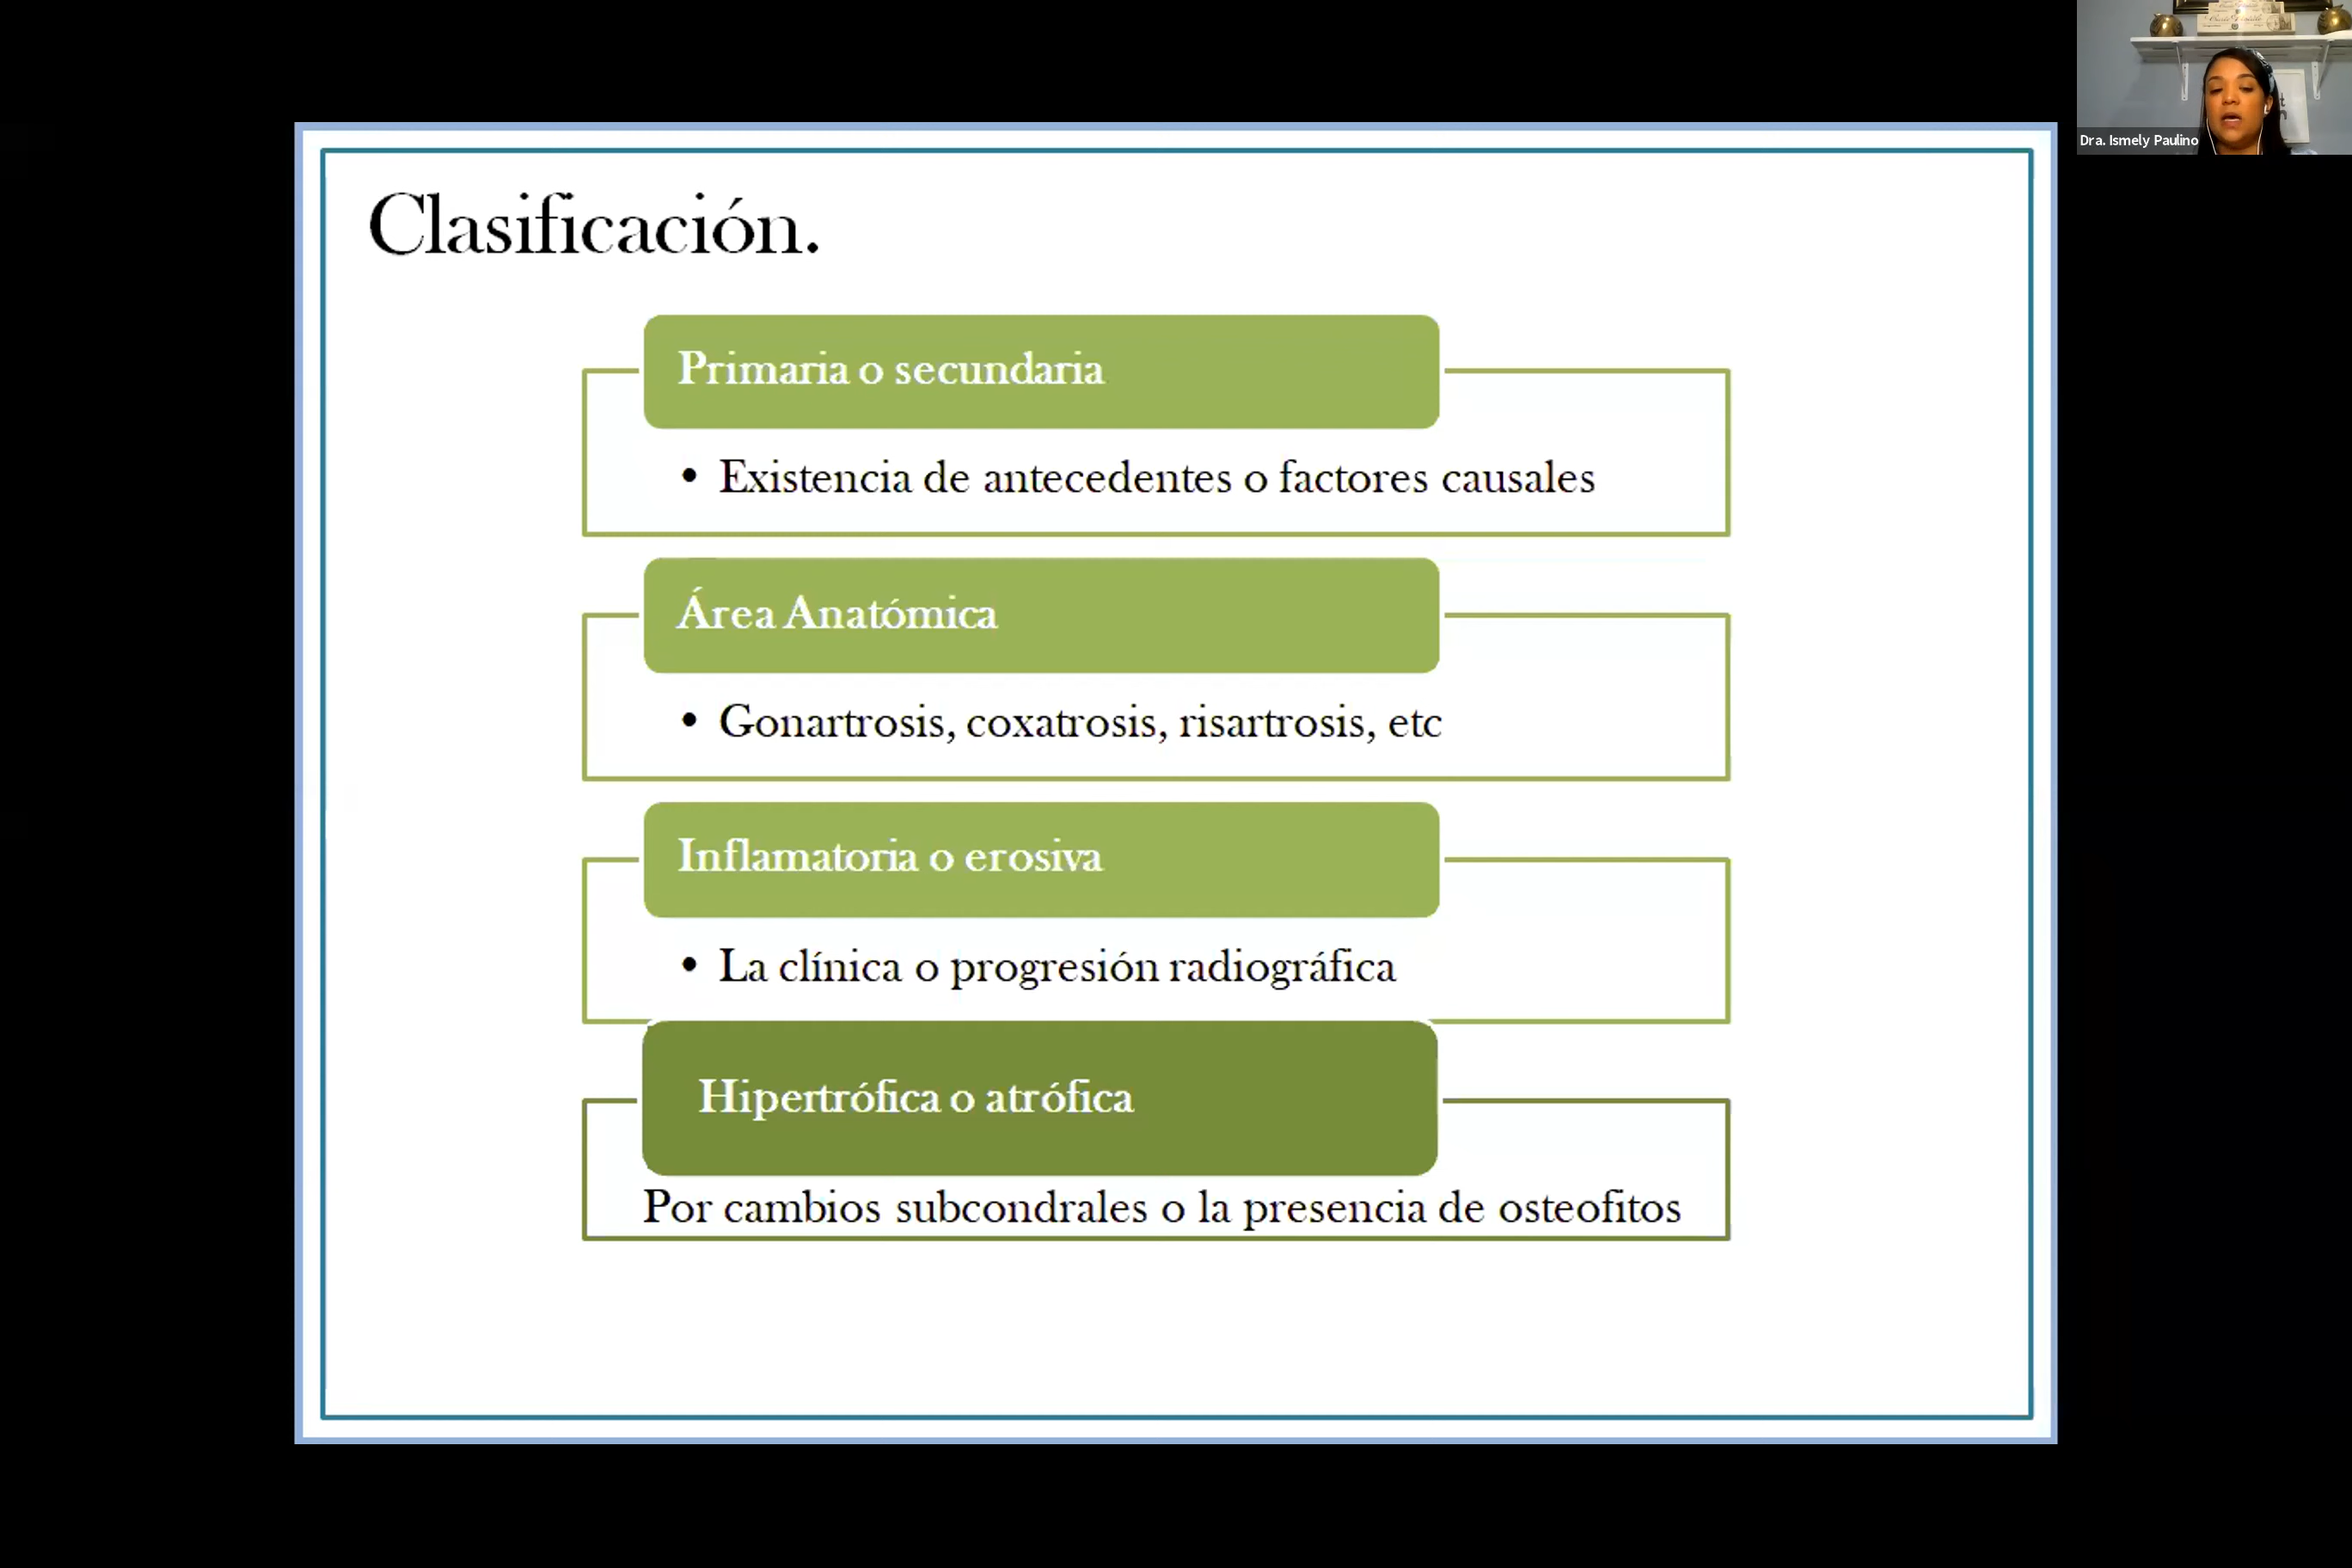 Dra. Ismely Paulino
Clasificación.
Primaria o secundaria
• Existencia de antecedentes o factores causales
Área Anatómica
• Gonartrosis, coxatrosis, risartrosis, etc
Inflamatoria o erosiva
• La clínica o progresión radiográfica
Hipertrófica o atrófica
Por cambios subcondrales o la presencia de osteofitos